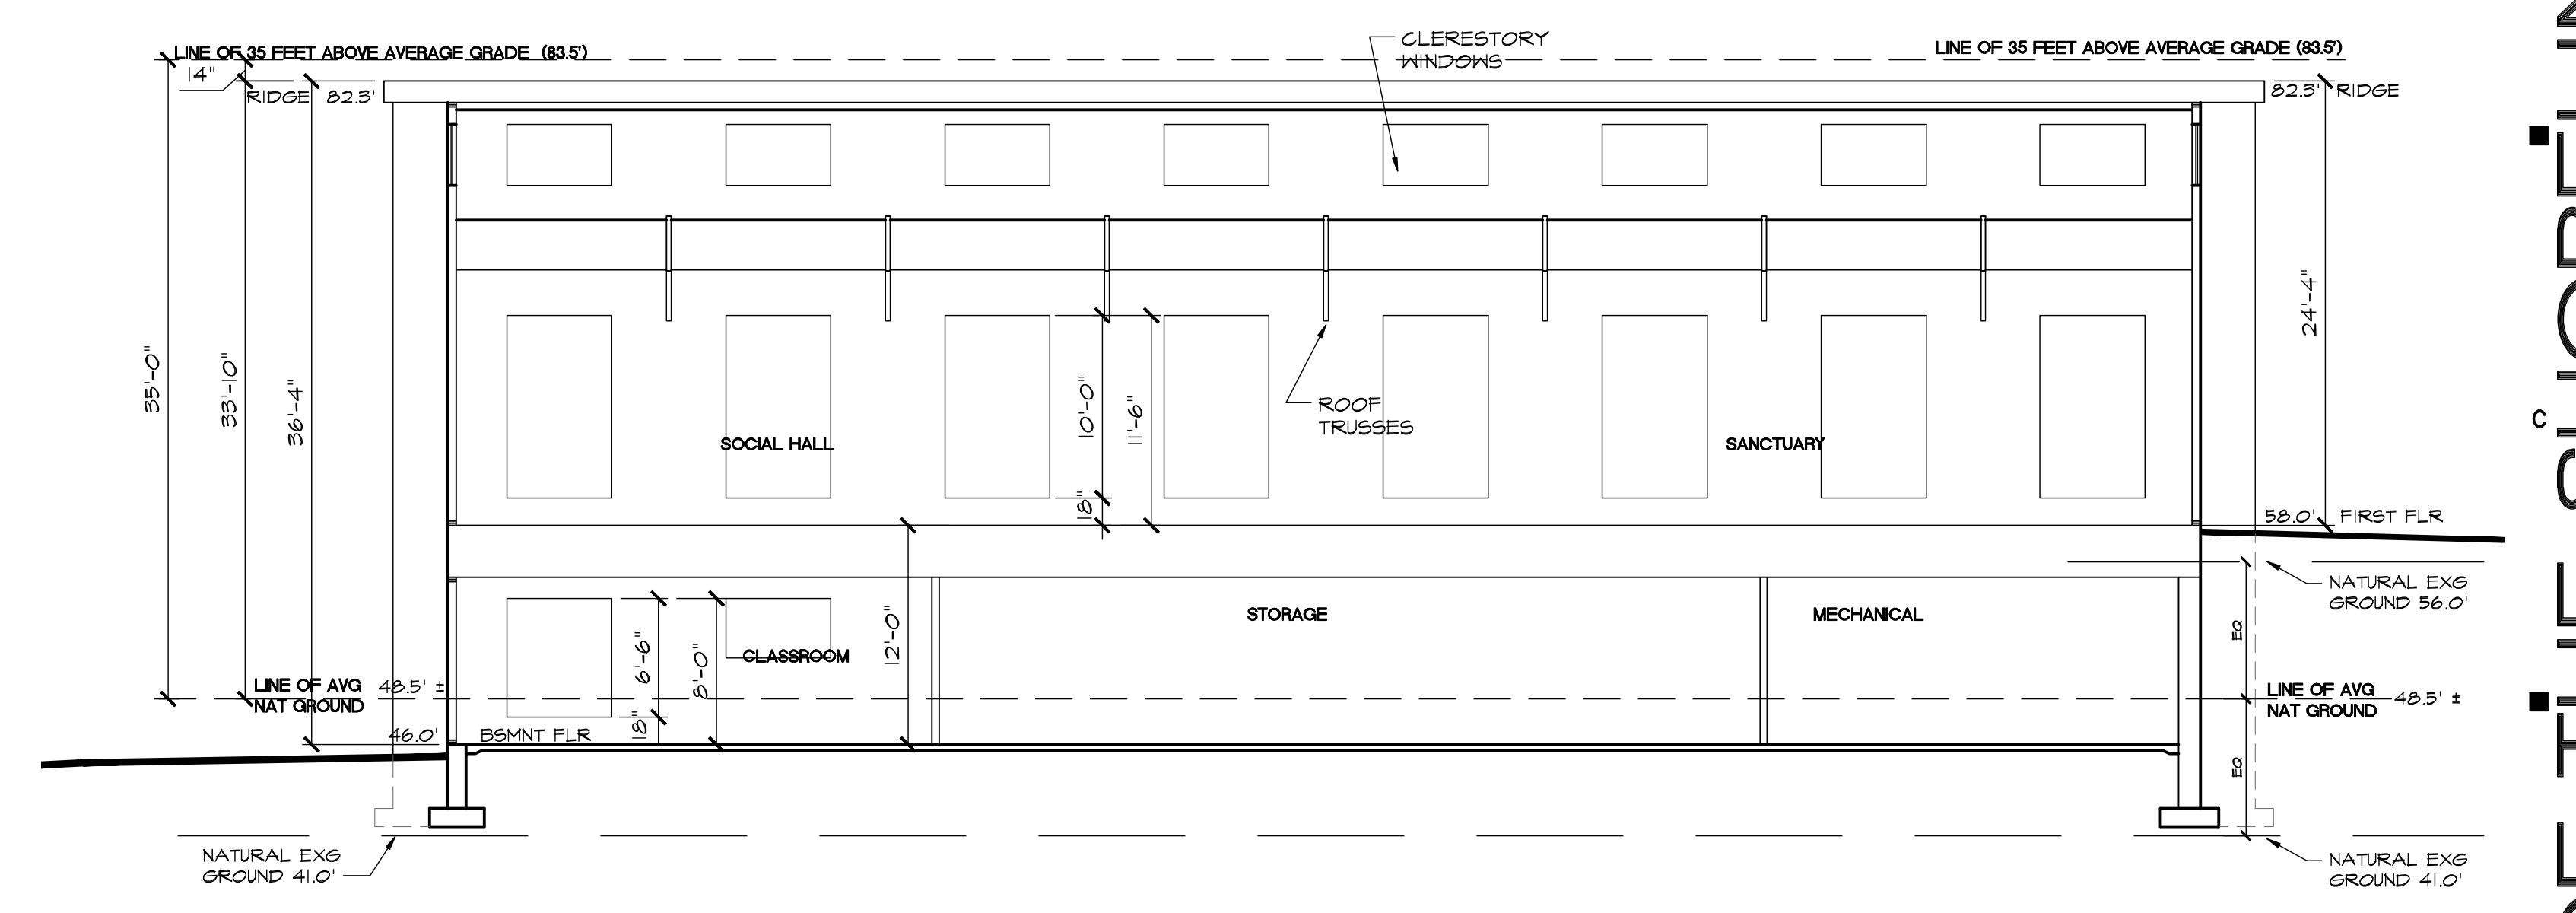 LINE OF 35 FEET ABOVE AVERAGE GRADE (83.5')
CLERESTORY
WINDOWS
LINE OF 35 FEET ABOVE AVERAGE GRADE (83.5')
14"
RIDGE 82.3'
82.3' RIDGE
35'-0"
33'-10"
36'-4"
10'-0"
11'-6"
18"
24'-4"
ROOF
TRUSSES
SOCIAL HALL
SANCTUARY
C
58.0' FIRST FLR
NATURAL EXG
GROUND 56.0'
STORAGE
MECHANICAL
6'-6"
8'-0"
12'-0"
18"
CLASSROOM
EQ
EQ
LINE OF AVG
NAT GROUND
48.5' ±
LINE OF AVG
NAT GROUND
48.5' ±
46.0'
BSMNT FLR
NATURAL EXG
GROUND 41.0'
NATURAL EXG
GROUND 41.0'